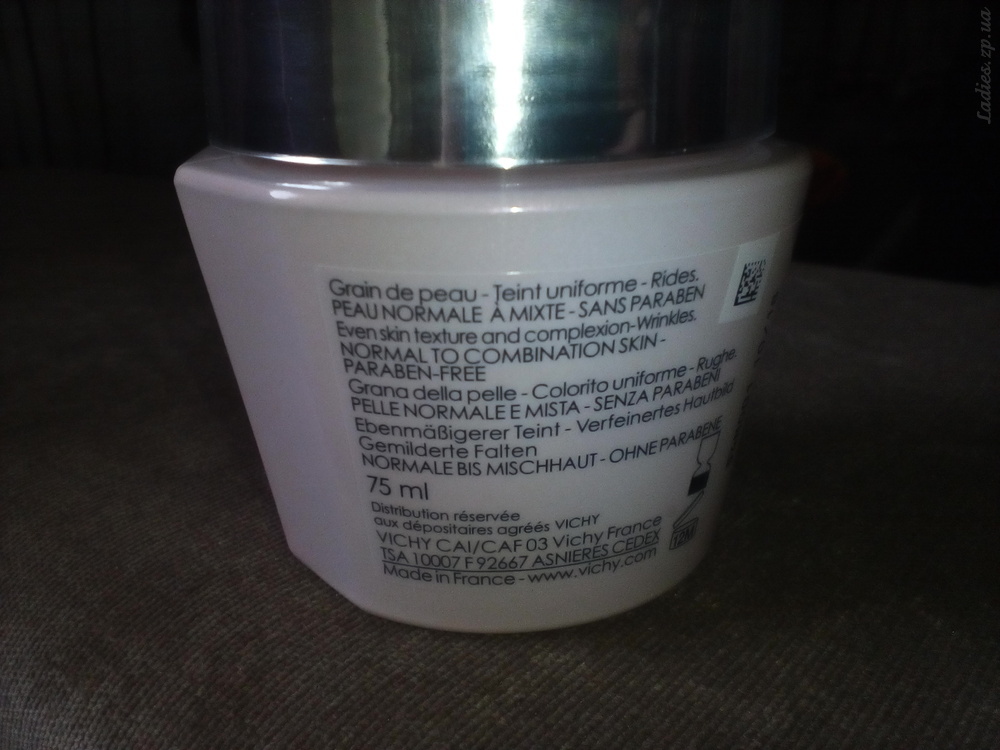 Grain de peau - Teint uniforme - Rides.
PEAU NORMALE À MIXTE - SANS PARABEN
Even skin texture and complexion-Wrinkles.
NORMAL TO COMBINATION SKIN -
PARABEN-FREE
Grana della pelle - Colorito uniforme - Rughe.
PELLE NORMALE E MISTA - SENZA PARABENI
Ebenmäßigerer Teint - Verfeinertes Hautbild
Gemilderte Falten
NORMALE BIS MISCHHAUT - OHNE PARABENE
75 ml
Distribution réservée
aux dépositaires agréés VICHY
VICHY CAI/CAF 03 Vichy France
TSA 10007 F 92667 ASNIERES CEDEX
Made in France - www.vichy.com
12M
Ladies.zp.ua